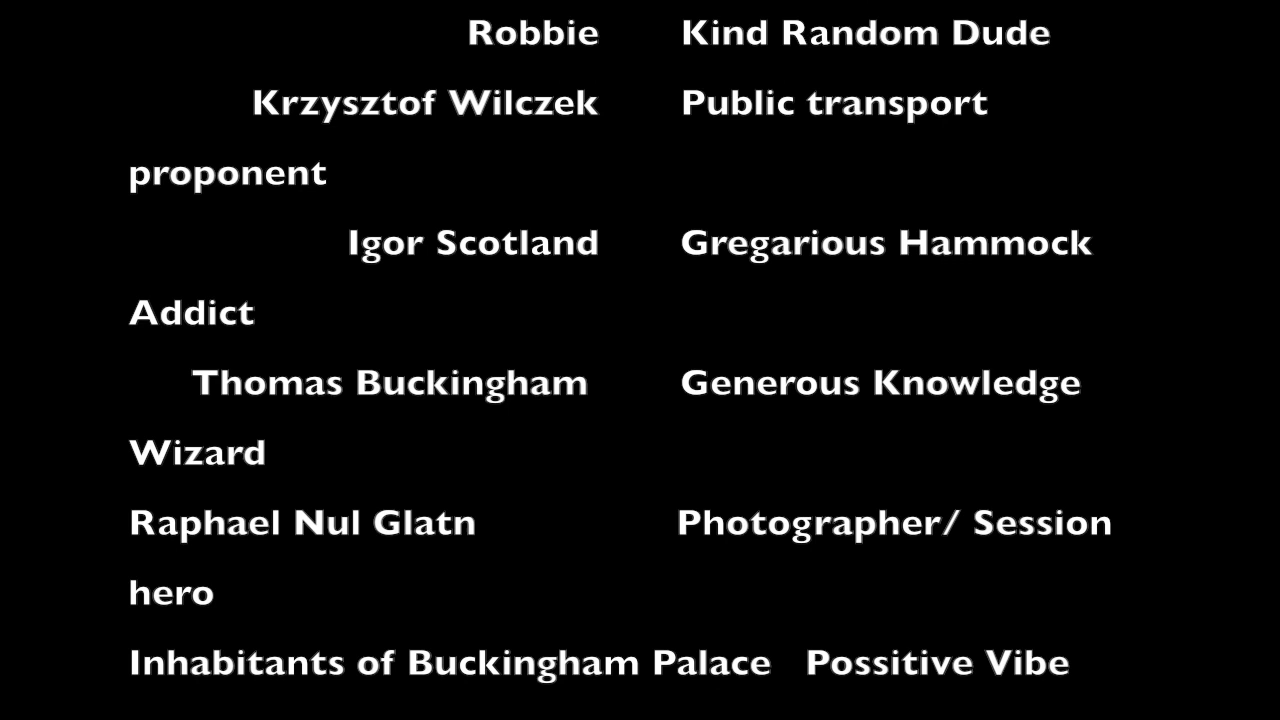 Robbie Kind Random Dude
Krzysztof Wilczek Public transport
proponent
Igor Scotland Gregarious Hammock
Addict
Thomas Buckingham Generous Knowledge
Wizard
Raphael Nul Glatn Photographer/ Session
hero
Inhabitants of Buckingham Palace Possitive Vibe